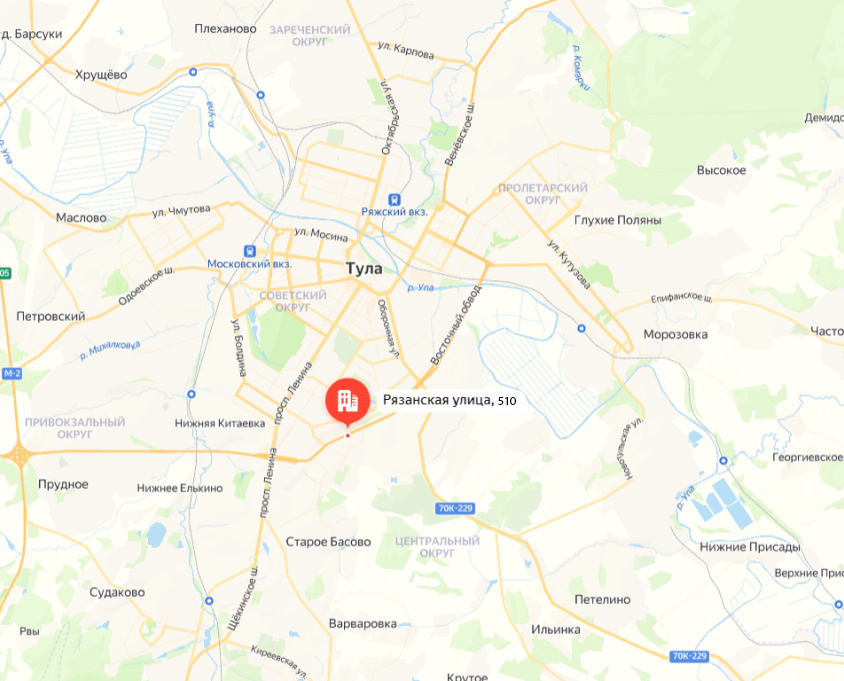 Плеханово
ЗАРЕЧЕНСКИЙ
ОКРУГ
д. Барсуки
ул. Карпова
Хрущёво
р. Комарки
р. Упа
Октябрьская ул.
Венёвское ш.
Демидо
р. Упа
Высокое
ПРОЛЕТАРСКИЙ
ОКРУГ
Ряжский вкз.
Маслово
ул. Чмутова
Глухие Поляны
ул. Мосина
ул. Кутузова
Московский вкз.
Тула
05
Одоевское ш.
р. Упа
СОВЕТСКИЙ
ОКРУГ
Епифанское ш.
Петровский
Оборонная ул.
Восточный обвод
Морозовка
Часто
ул. Болдина
р. Михалковка
М-2
просп. Ленина
Рязанская улица, 510
ПРИВОКЗАЛЬНЫЙ
ОКРУГ
Нижняя Китаевка
Новотульская ул.
Георгиевское
просп. Ленина
Прудное
Нижнее Елькино
р. Упа
70К-229
Старое Басово
ЦЕНТРАЛЬНЫЙ
ОКРУГ
Нижние Присады
Верхние Прис
Судаково
Щёкинское ш.
Петелино
Рвы
Варваровка
Ильинка
Киреевская ул.
70К-229
Крутое